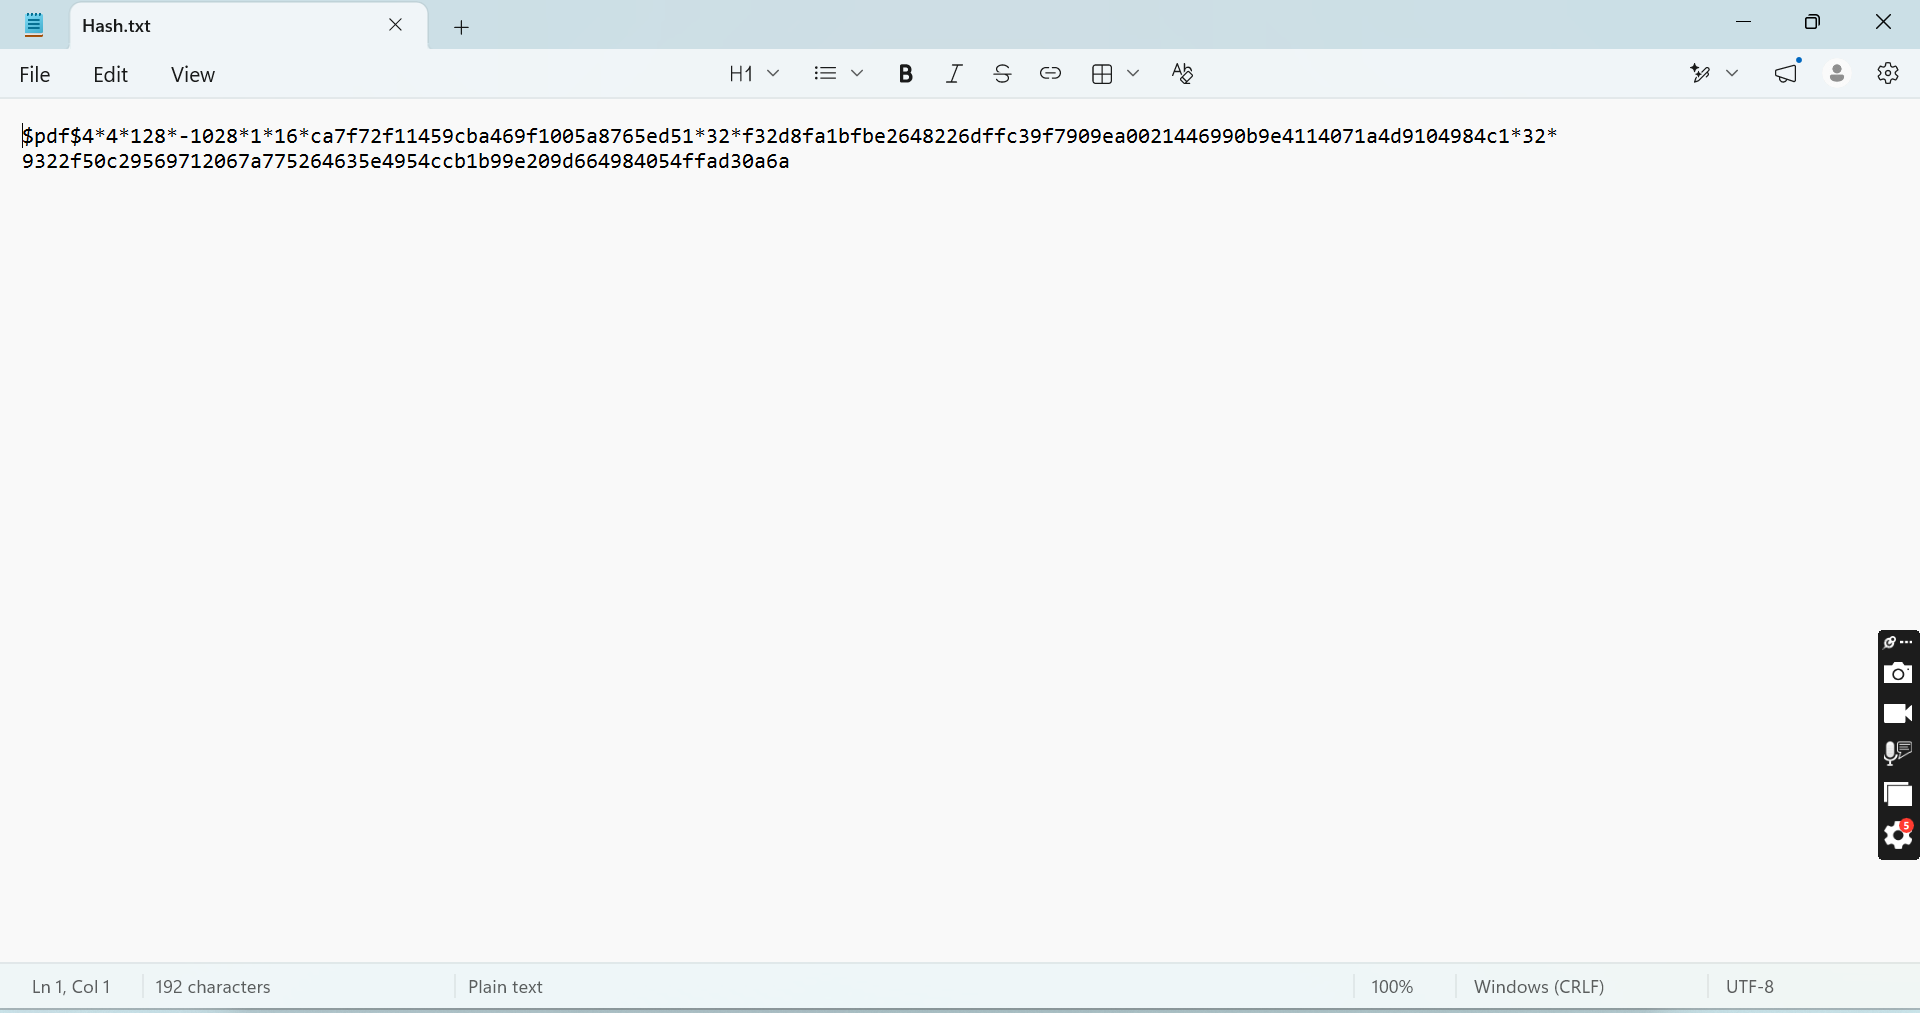 Hash.txt
File Edit View H1
$pdf$4*4*128*-1028*1*16*ca7f72f11459cba469f1005a8765ed51*32*f32d8fa1bfbe2648226dffc39f7909ea0021446990b9e4114071a4d9104984c1*32*
9322f50c29569712067a775264635e4954ccb1b99e209d664984054ffad30a6a
5
Ln 1, Col 1 192 characters Plain text 100% Windows (CRLF) UTF-8